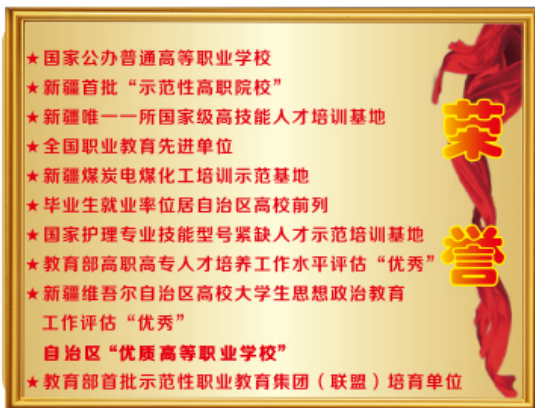 ★国家公办普通高等职业学校
★新疆首批“示范性高职院校”
★新疆唯一一所国家级高技能人才培训基地
★全国职业教育先进单位
★新疆煤炭电煤化工培训示范基地
★毕业生就业率位居自治区高校前列
★国家护理专业技能型号紧缺人才示范培训基地
★教育部高职高专人才培养工作水平评估“优秀”
★新疆维吾尔自治区高校大学生思想政治教育
工作评估“优秀”
自治区“优质高等职业学校”
★教育部首批示范性职业教育集团（联盟）培育单位
荣
誉